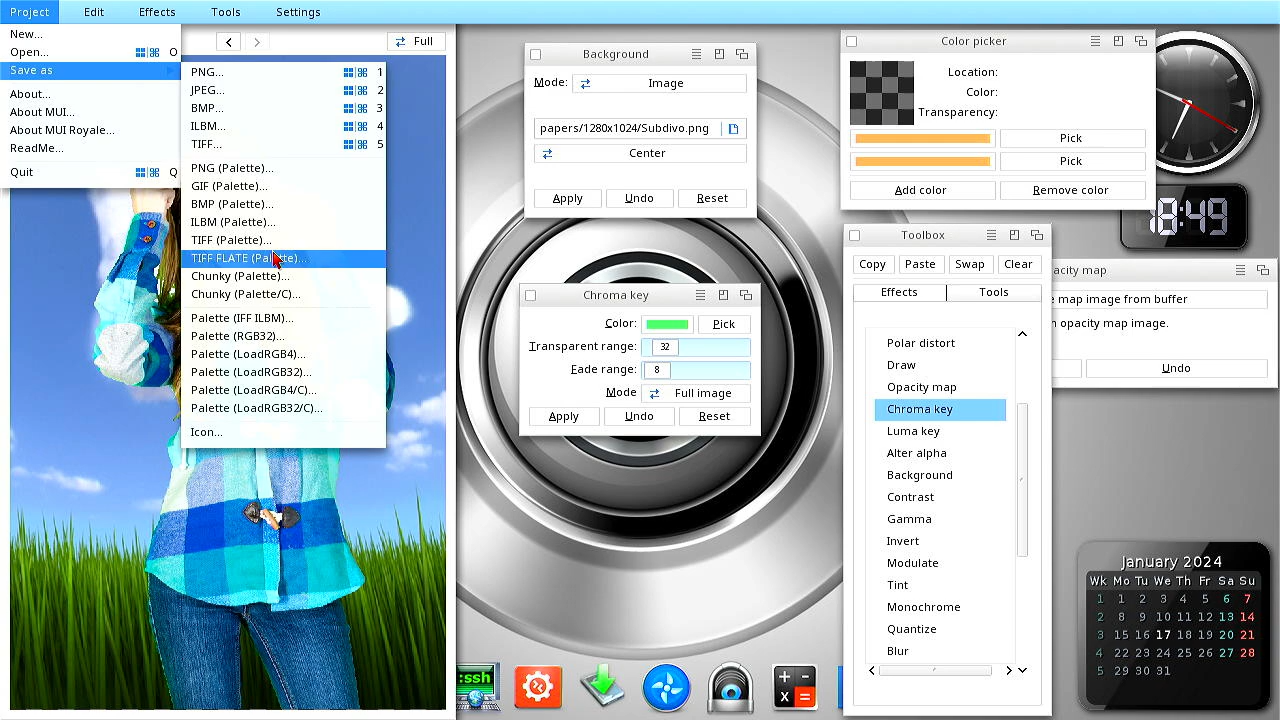 Project Edit Effects Tools Settings
New...
Open... O
Save as
About...
About MUI...
About MUI Royale...
ReadMe...
Quit Q
PNG... 1
JPEG... 2
BMP... 3
ILBM... 4
TIFF... 5
PNG (Palette)...
GIF (Palette)...
BMP (Palette)...
ILBM (Palette)...
TIFF (Palette)...
TIFF FLATE (Palette)...
Chunky (Palette)...
Chunky (Palette/C)...
Palette (IFF ILBM)...
Palette (RGB32)...
Palette (LoadRGB4)...
Palette (LoadRGB32)...
Palette (LoadRGB4/C)...
Palette (LoadRGB32/C)...
Icon...
< > Full
Background
Mode: Image
papers/1280x1024/Subdivo.png
Center
Apply Undo Reset
Chroma key
Color: Pick
Transparent range: 32
Fade range: 8
Mode Full image
Apply Undo Reset
Color picker
Location:
Color:
Transparency:
Pick
Pick
Add color Remove color
18:49
Toolbox
Copy Paste Swap Clear
Effects Tools
Polar distort
Draw
Opacity map
Chroma key
Luma key
Alter alpha
Background
Contrast
Gamma
Invert
Modulate
Tint
Monochrome
Quantize
Blur
acity map
map image from buffer
opacity map image.
Undo
:ssh
+ -
x =
January 2024
Wk Mo Tu We Th Fr Sa Su
1 1 2 3 4 5 6 7
2 8 9 10 11 12 13 14
3 15 16 17 18 19 20 21
4 22 23 24 25 26 27 28
5 29 30 31